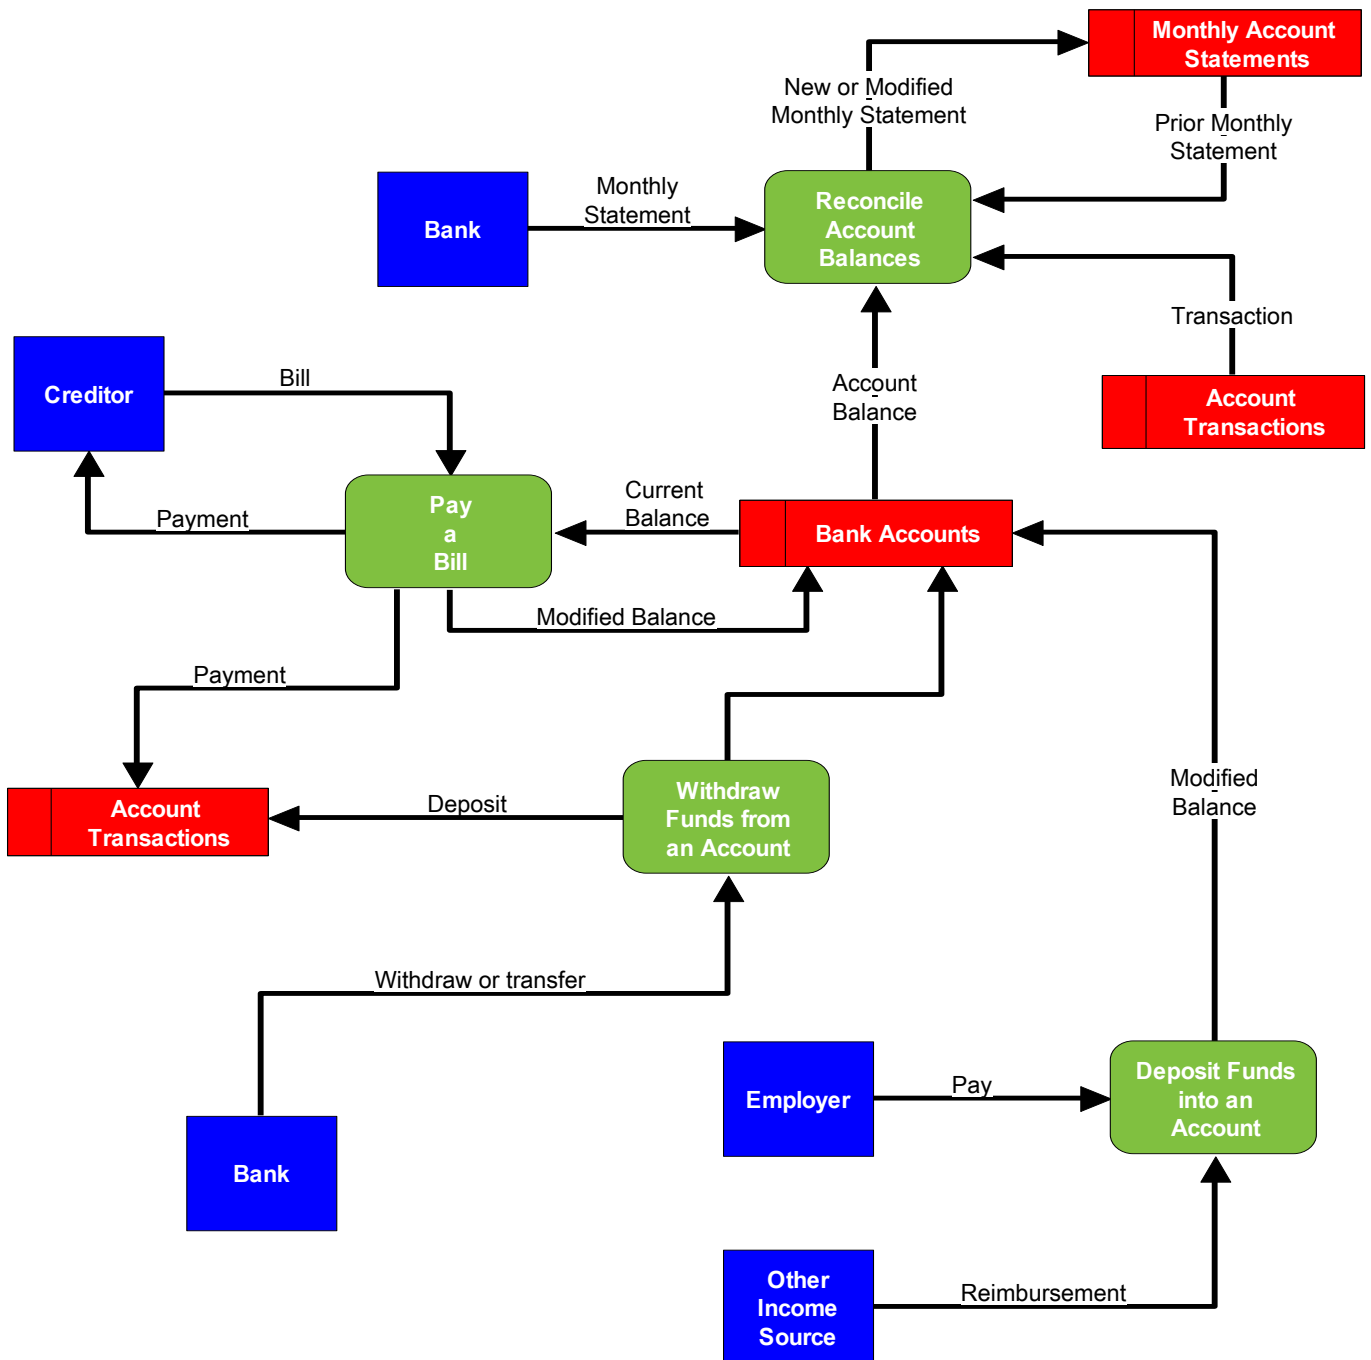 Monthly Account
Statements
New or Modified
Monthly Statement
Prior Monthly
Statement
Bank
Monthly
Statement
Reconcile
Account
Balances
Transaction
Creditor
Bill
Account
Balance
Account
Transactions
Payment
Pay
a
Bill
Current
Balance
Bank Accounts
Modified Balance
Payment
Account
Transactions
Deposit
Withdraw
Funds from
an Account
Modified
Balance
Withdraw or transfer
Bank
Employer
Pay
Deposit Funds
into an
Account
Other
Income
Source
Reimbursement